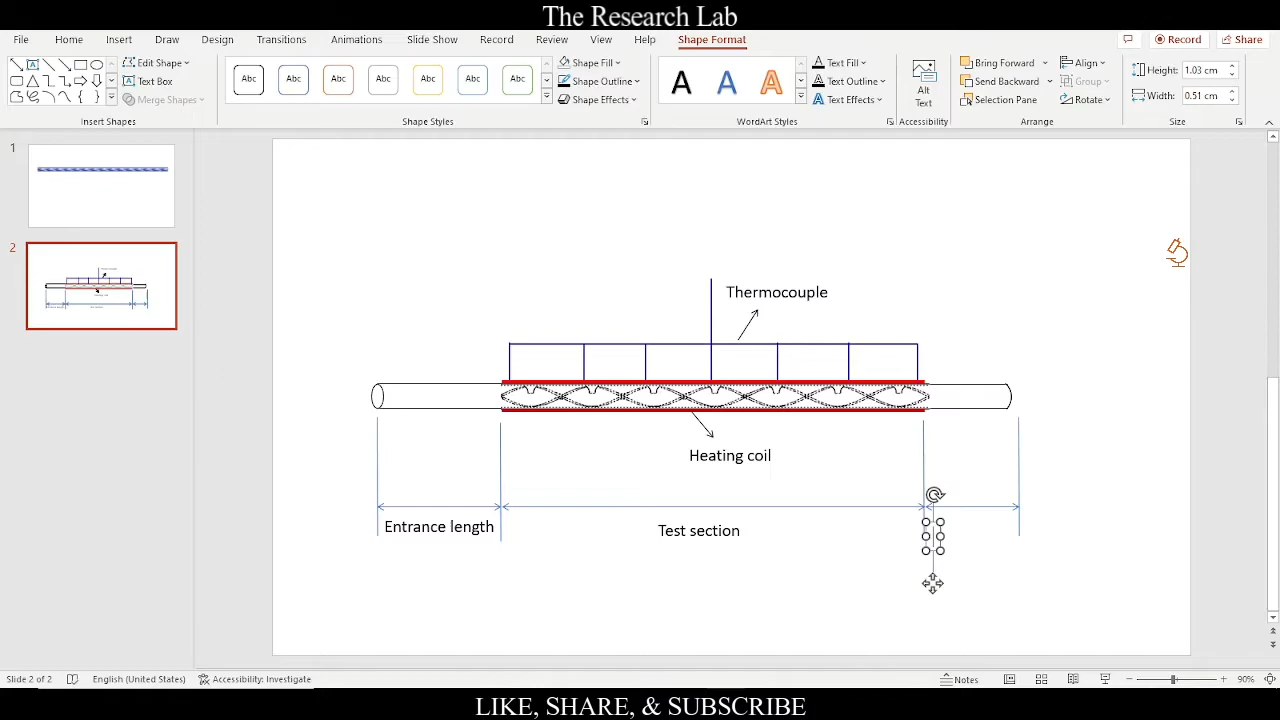 The Research Lab
File Home Insert Draw Design Transitions Animations Slide Show Record Review View Help Shape Format Record Share
Edit Shape Abc Abc Abc Abc Abc Abc Abc Shape Fill A A A Text Fill Bring Forward Align Height: 1.03 cm
Text Box Shape Outline Text Outline Alt Text Send Backward Group Width: 0.51 cm
Merge Shapes Shape Effects Text Effects Selection Pane Rotate
Insert Shapes Shape Styles WordArt Styles Accessibility Arrange Size
1
2
Thermocouple
Heating coil
Entrance length
Test section
Slide 2 of 2 English (United States) Accessibility: Investigate Notes 90%
LIKE, SHARE, & SUBSCRIBE